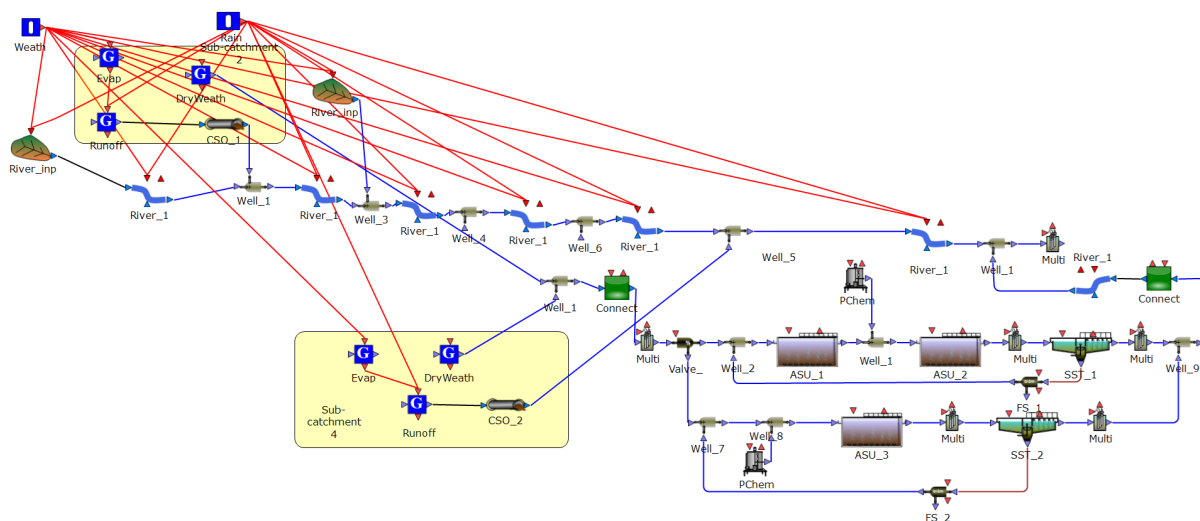 Weath
Rain
Sub-catchment
2
Evap
DryWeath
River_inp
Runoff
CSO_1
River_inp
River_1
Well_1
River_1
Well_3
River_1
Well_4
River_1
Well_6
River_1
Well_5
River_1
Well_1
Multi
River_1
Connect
PChem
Well_1
Connect
Multi
Valve_
Well_2
ASU_1
Well_1
ASU_2
Multi
SST_1
Multi
Well_9
FS_1
Evap
DryWeath
Sub-
catchment
4
Runoff
CSO_2
Well_7
Well_8
PChem
ASU_3
Multi
SST_2
Multi
FS_2